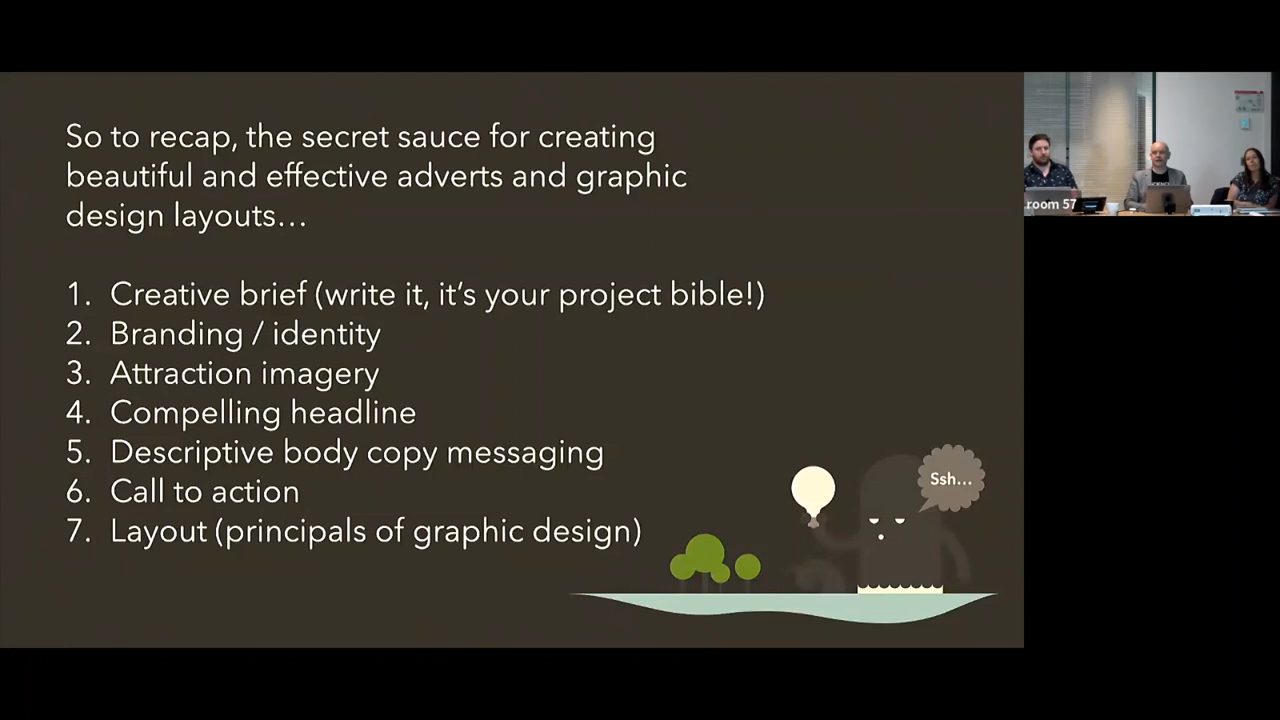 So to recap, the secret sauce for creating
beautiful and effective adverts and graphic
design layouts…
1. Creative brief (write it, it’s your project bible!)
2. Branding / identity
3. Attraction imagery
4. Compelling headline
5. Descriptive body copy messaging
6. Call to action
7. Layout (principals of graphic design)
Ssh…
room 57